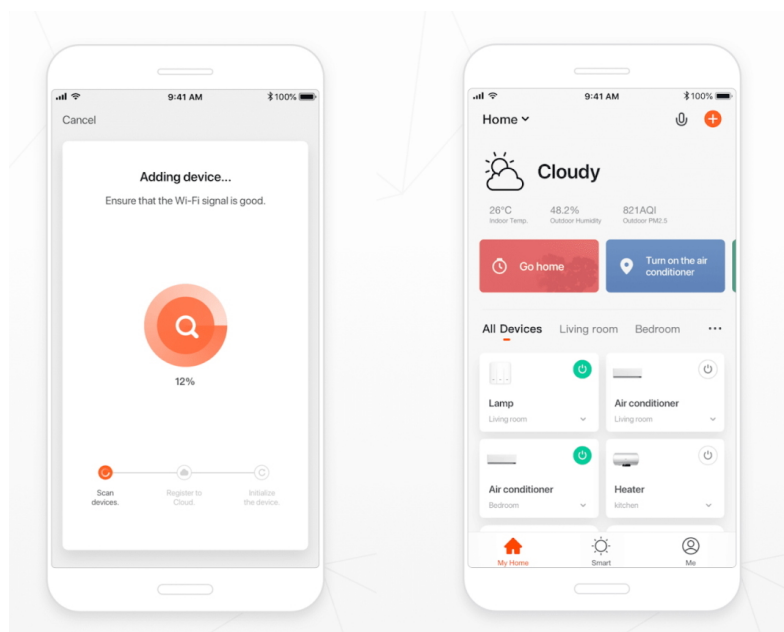 9:41 AM
100%
Cancel
Adding device...
Ensure that the Wi-Fi signal is good.
12%
Scan
devices.
Register to
Cloud.
Initialize
the device.
9:41 AM
100%
Home
Cloudy
26°C
Indoor Temp.
48.2%
Outdoor Humidity
821AQI
Outdoor PM2.5
Go home
Turn on the air
conditioner
All Devices
Living room
Bedroom
Lamp
Living room
Air conditioner
Living room
Air conditioner
Bedroom
Heater
kitchen
My Home
Smart
Me